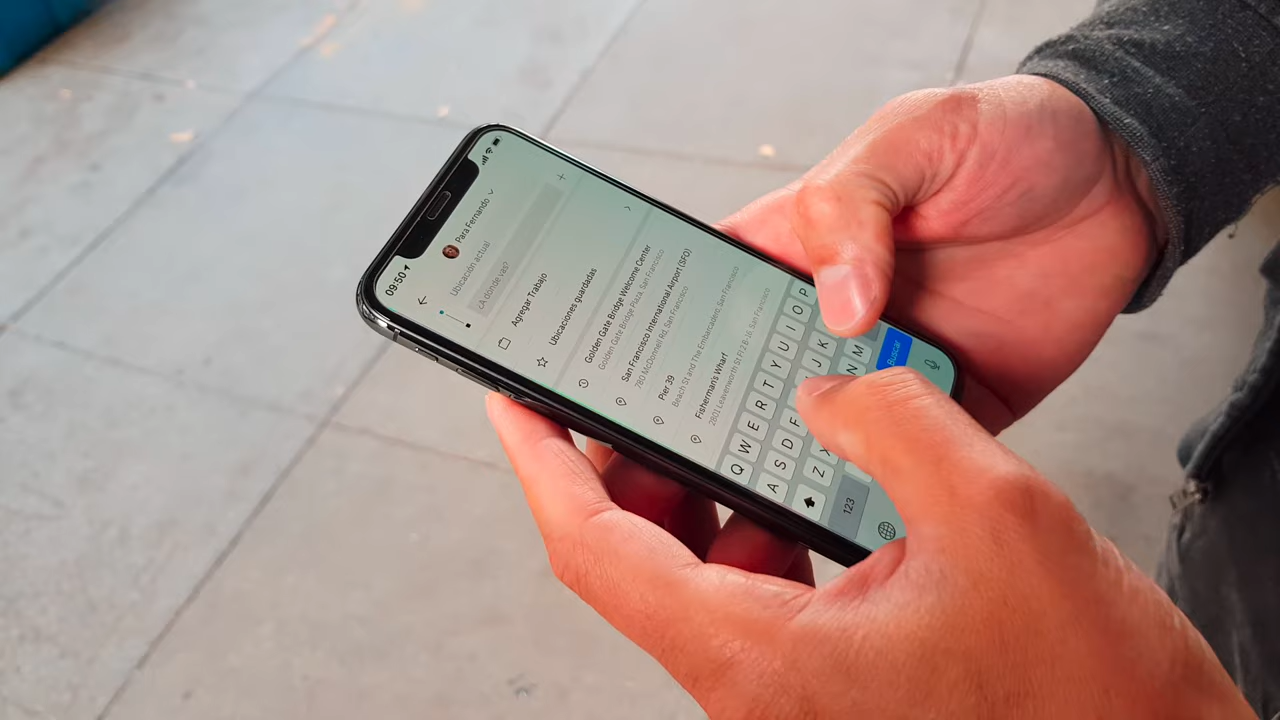 09:50
Para Fernando
Ubicación actual
¿A dónde vas?
Agregar Trabajo
Ubicaciones guardadas
Golden Gate Bridge Welcome Center
Golden Gate Bridge Plaza, San Francisco
San Francisco International Airport (SFO)
780 McDonnell Rd, San Francisco
Pier 39
Beach St and The Embarcadero, San Francisco
Fisherman's Wharf
2801 Leavenworth St Fl 2 B-16, San Francisco
Q W E R T Y U I O P
A S D F J K
Z X N M
123
Buscar